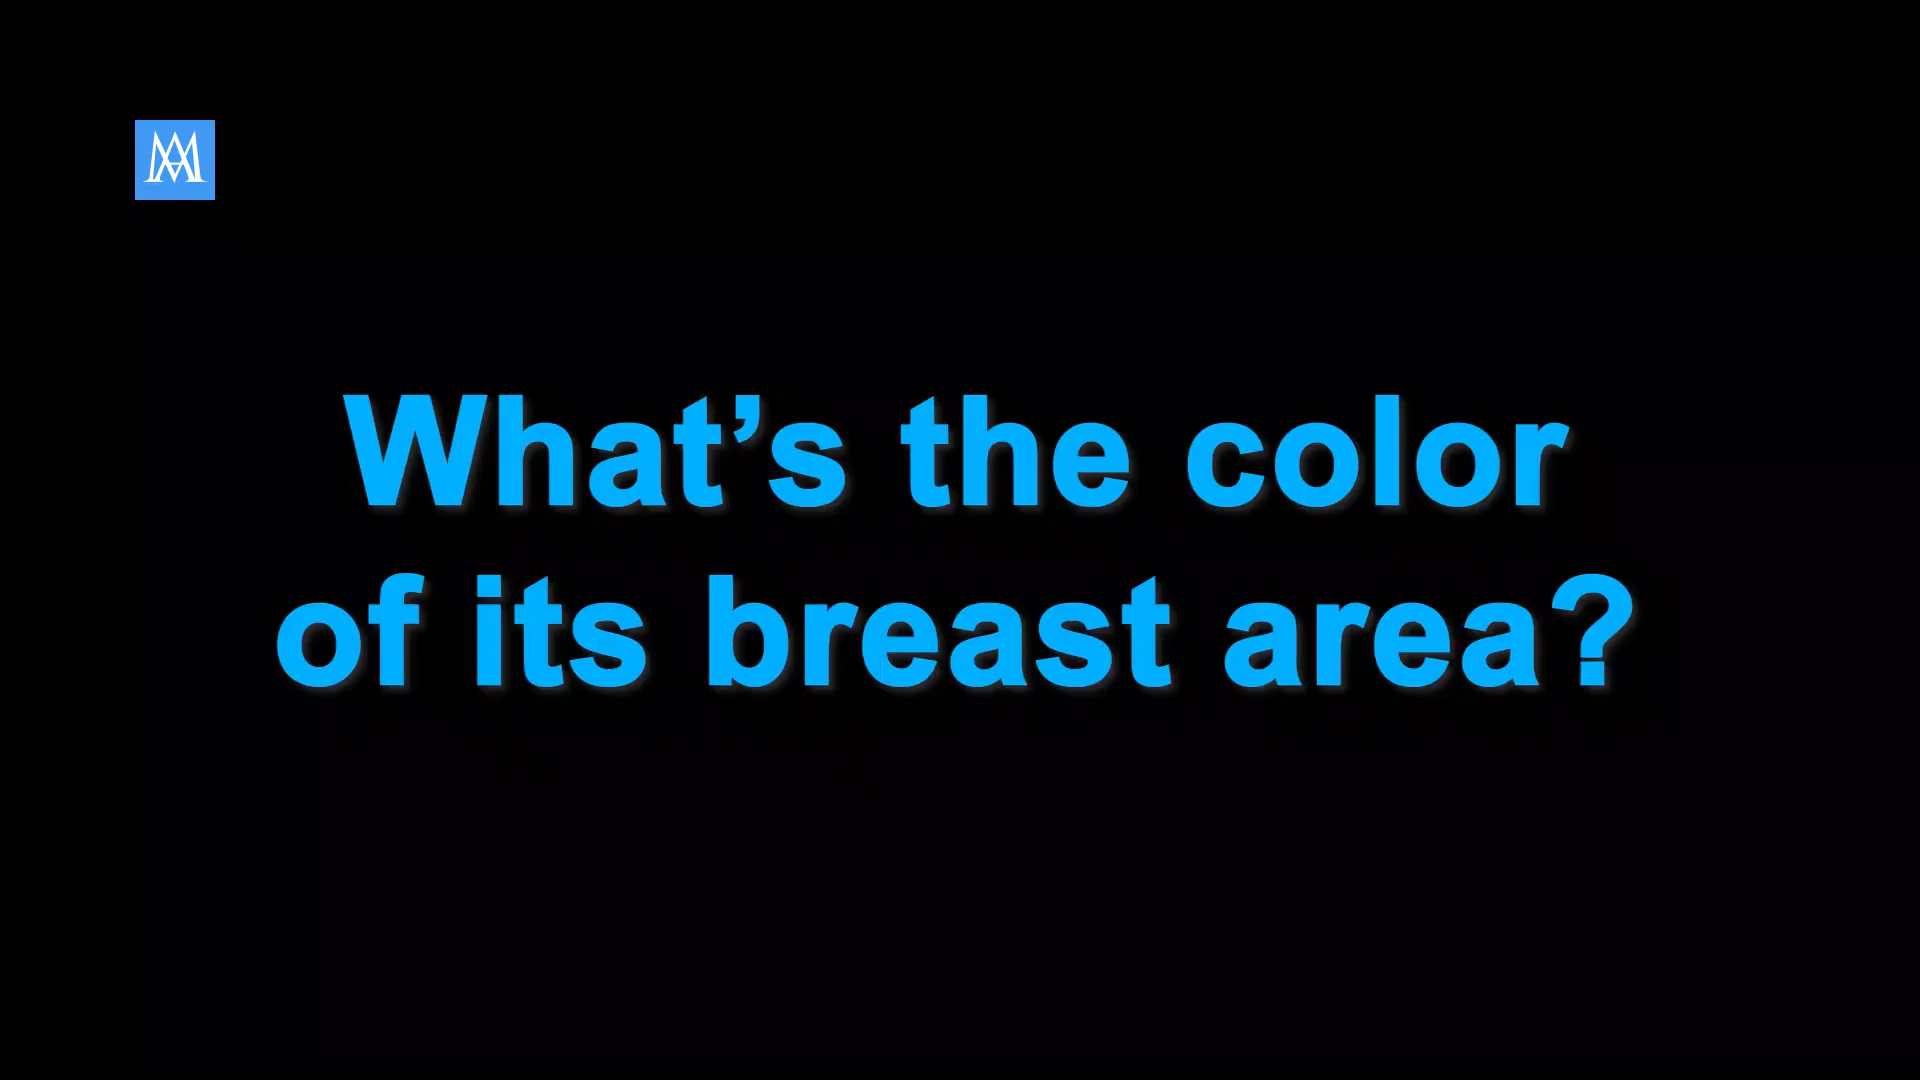 What’s the color
of its breast area?